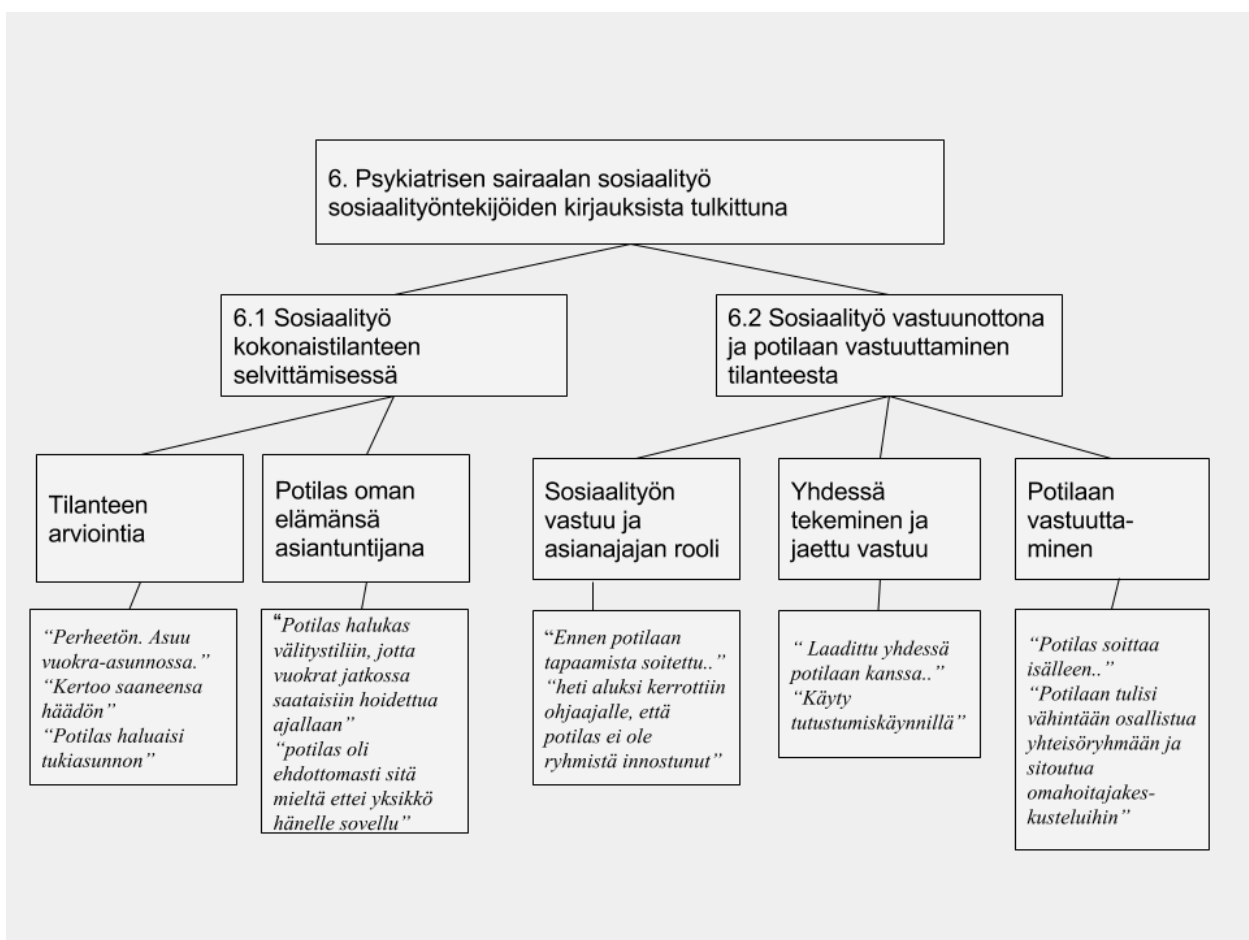 6. Psykiatrisen sairaalan sosiaalityö
sosiaalityöntekijöiden kirjauksista tulkittuna
6.1 Sosiaalityö
kokonaistilanteen
selvittämisessä
6.2 Sosiaalityö vastuunottona
ja potilaan vastuuttaminen
tilanteesta
Tilanteen
arviointia
Potilas oman
elämänsä
asiantuntijana
Sosiaalityön
vastuu ja
asianajajan rooli
Yhdessä
tekeminen ja
jaettu vastuu
Potilaan
vastuutta-
minen
“Perheetön. Asuu
vuokra-asunnossa.”
“Kertoo saaneensa
häädön”
“Potilas haluaisi
tukiasunnon”
“Potilas halukas
välitystiliin, jotta
vuokrat jatkossa
saataisiin hoidettua
ajallaan”
“potilas oli
ehdottomasti sitä
mieltä ettei yksikkö
hänelle sovellu”
“Ennen potilaan
tapaamista soitettu..”
“heti aluksi kerrottiin
ohjaajalle, että
potilas ei ole
ryhmistä innostunut”
“ Laadittu yhdessä
potilaan kanssa..”
“Käyty
tutustumiskäynnillä”
“Potilas soittaa
isälleen..”
“Potilaan tulisi
vähintään osallistua
yhteisöryhmään ja
sitoutua
omahoitajakes-
kusteluihin”